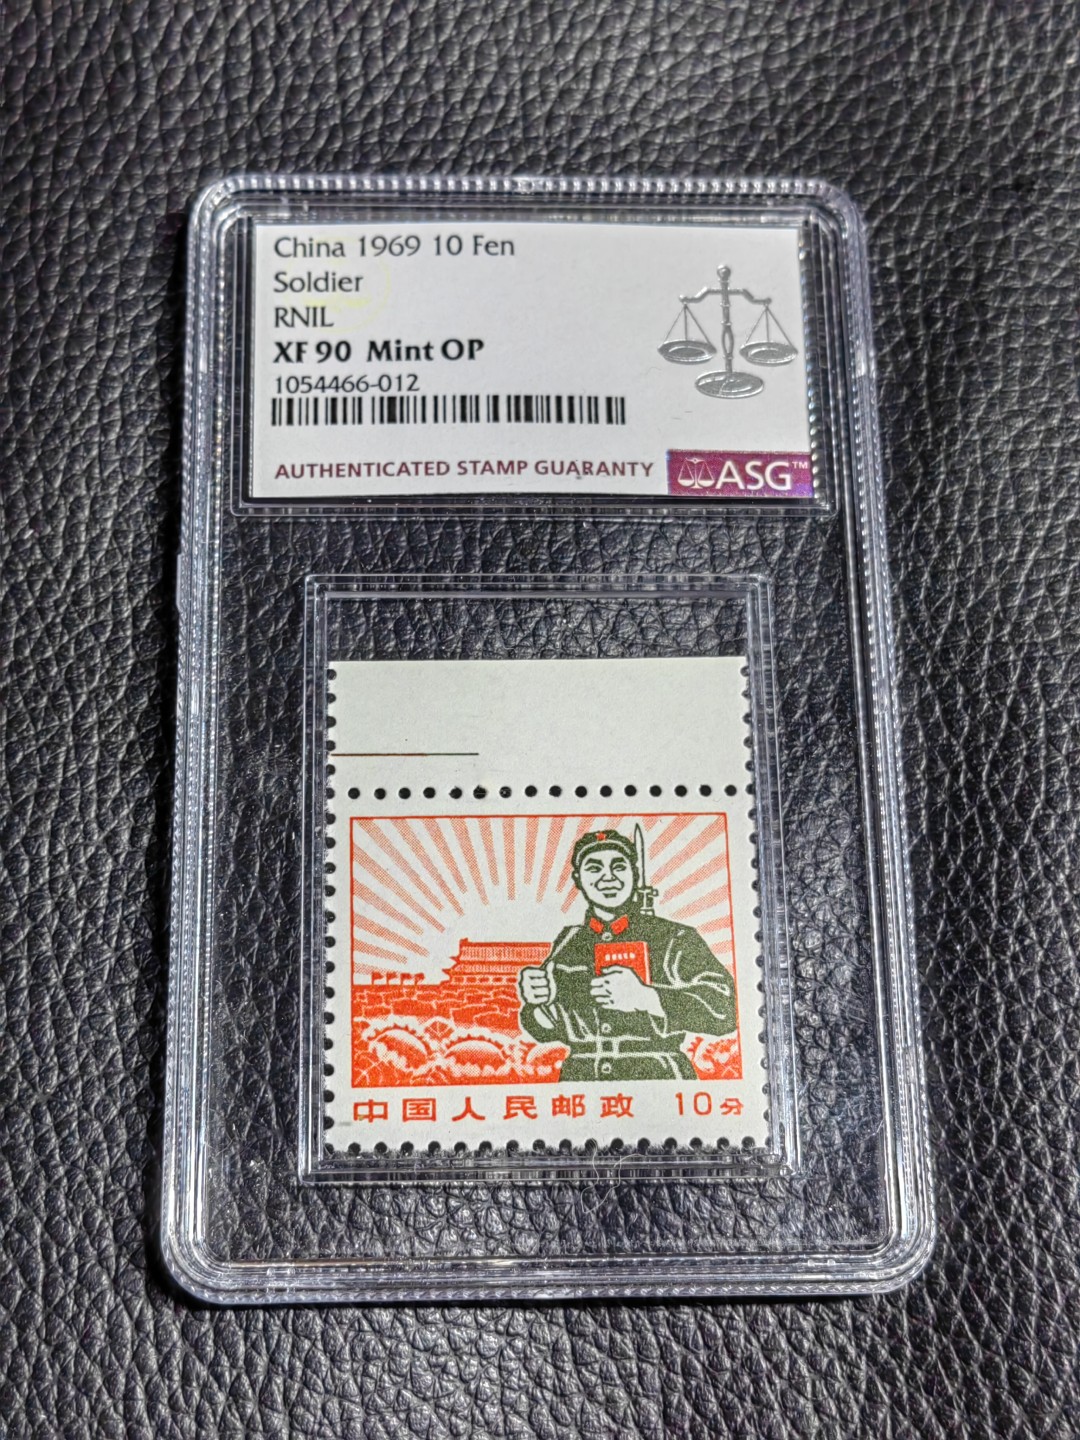 China 1969 10 Fen
Soldier
RNIL
XF 90 Mint OP
1054466-012
AUTHENTICATED STAMP GUARANTY
ASG™
中国人民邮政 10分